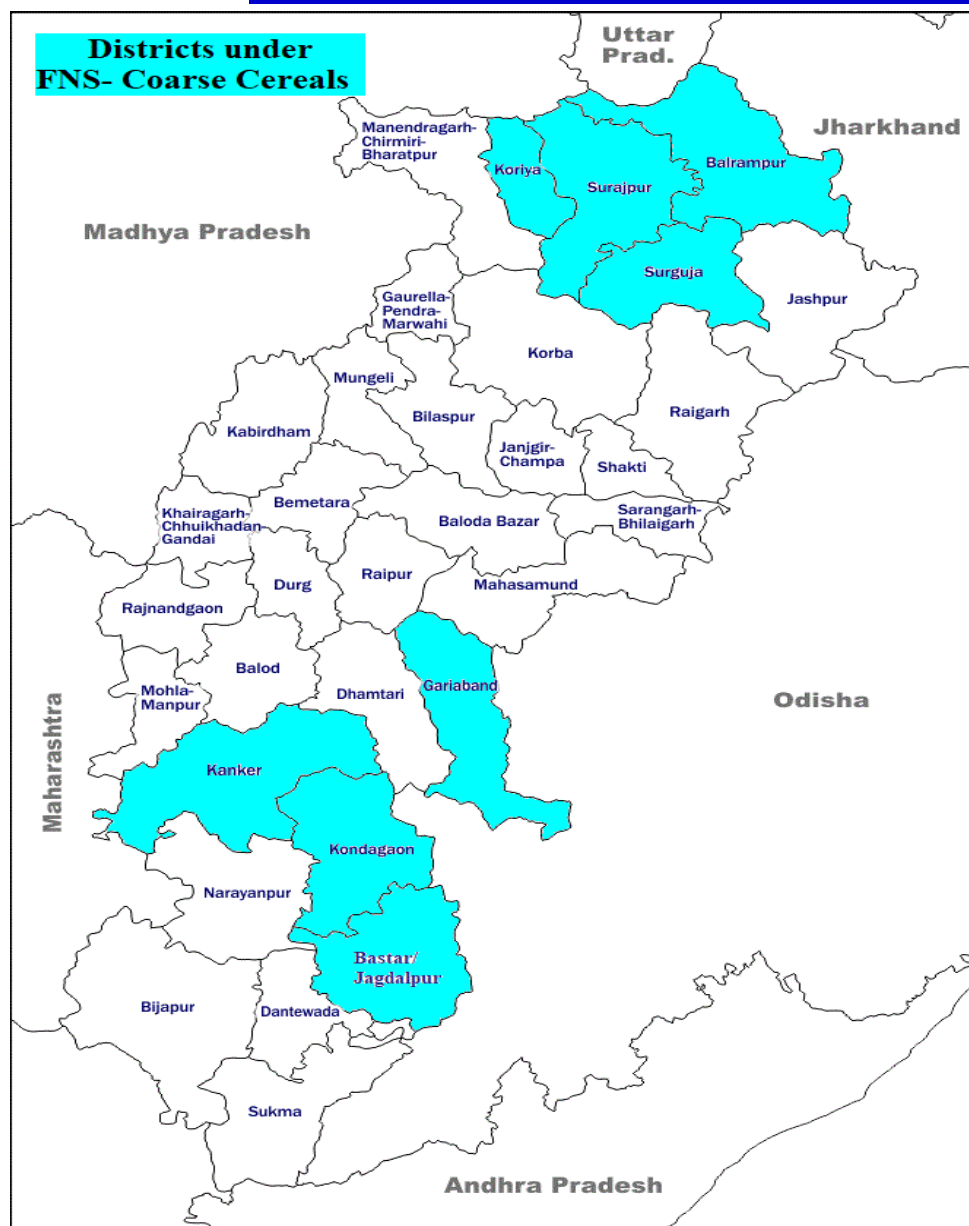 Districts under
FNS- Coarse Cereals
Uttar
Prad.
Jharkhand
Manendragarh-
Chirmiri-
Bharatpur
Koriya
Surajpur
Balrampur
Madhya Pradesh
Surguja
Jashpur
Gaurella-
Pendra-
Marwahi
Korba
Mungeli
Bilaspur
Raigarh
Kabirdham
Janjgir-
Champa
Shakti
Khairagarh-
Chhuikhadan-
Gandai
Bemetara
Baloda Bazar
Sarangarh-
Bhilaigarh
Rajnandgaon
Durg
Raipur
Mahasamund
Mohla-
Manpur
Balod
Dhamtari
Gariaband
Odisha
Maharashtra
Kanker
Kondagaon
Narayanpur
Bastar/
Jagdalpur
Bijapur
Dantewada
Sukma
Andhra Pradesh